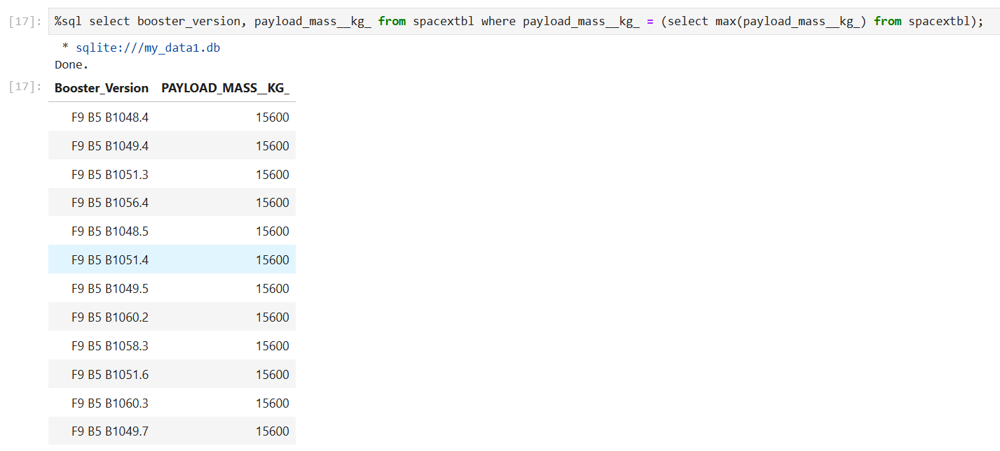 [17]: %sql select booster_version, payload_mass__kg_ from spacextbl where payload_mass__kg_ = (select max(payload_mass__kg_) from spacextbl);
* sqlite:///my_data1.db
Done.
[17]: Booster_Version PAYLOAD_MASS__KG_
F9 B5 B1048.4 15600
F9 B5 B1049.4 15600
F9 B5 B1051.3 15600
F9 B5 B1056.4 15600
F9 B5 B1048.5 15600
F9 B5 B1051.4 15600
F9 B5 B1049.5 15600
F9 B5 B1060.2 15600
F9 B5 B1058.3 15600
F9 B5 B1051.6 15600
F9 B5 B1060.3 15600
F9 B5 B1049.7 15600